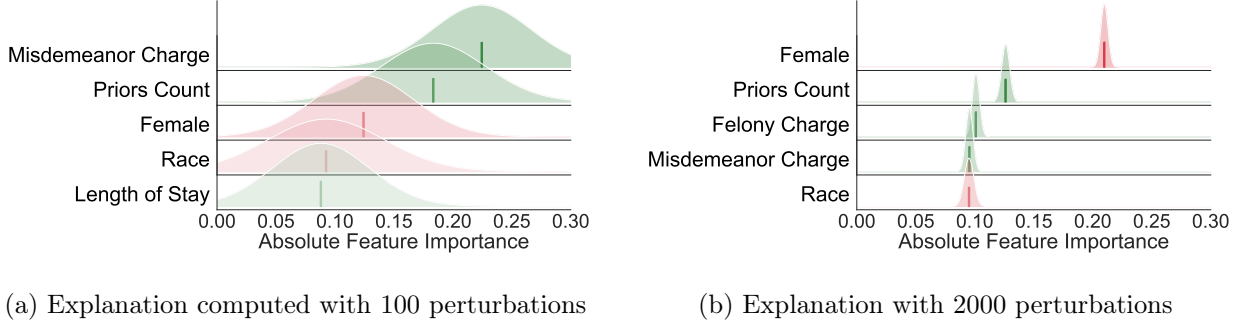 Misdemeanor Charge
Priors Count
Female
Race
Length of Stay
0.00 0.05 0.10 0.15 0.20 0.25 0.30
Absolute Feature Importance
(a) Explanation computed with 100 perturbations
Female
Priors Count
Felony Charge
Misdemeanor Charge
Race
0.00 0.05 0.10 0.15 0.20 0.25 0.30
Absolute Feature Importance
(b) Explanation with 2000 perturbations